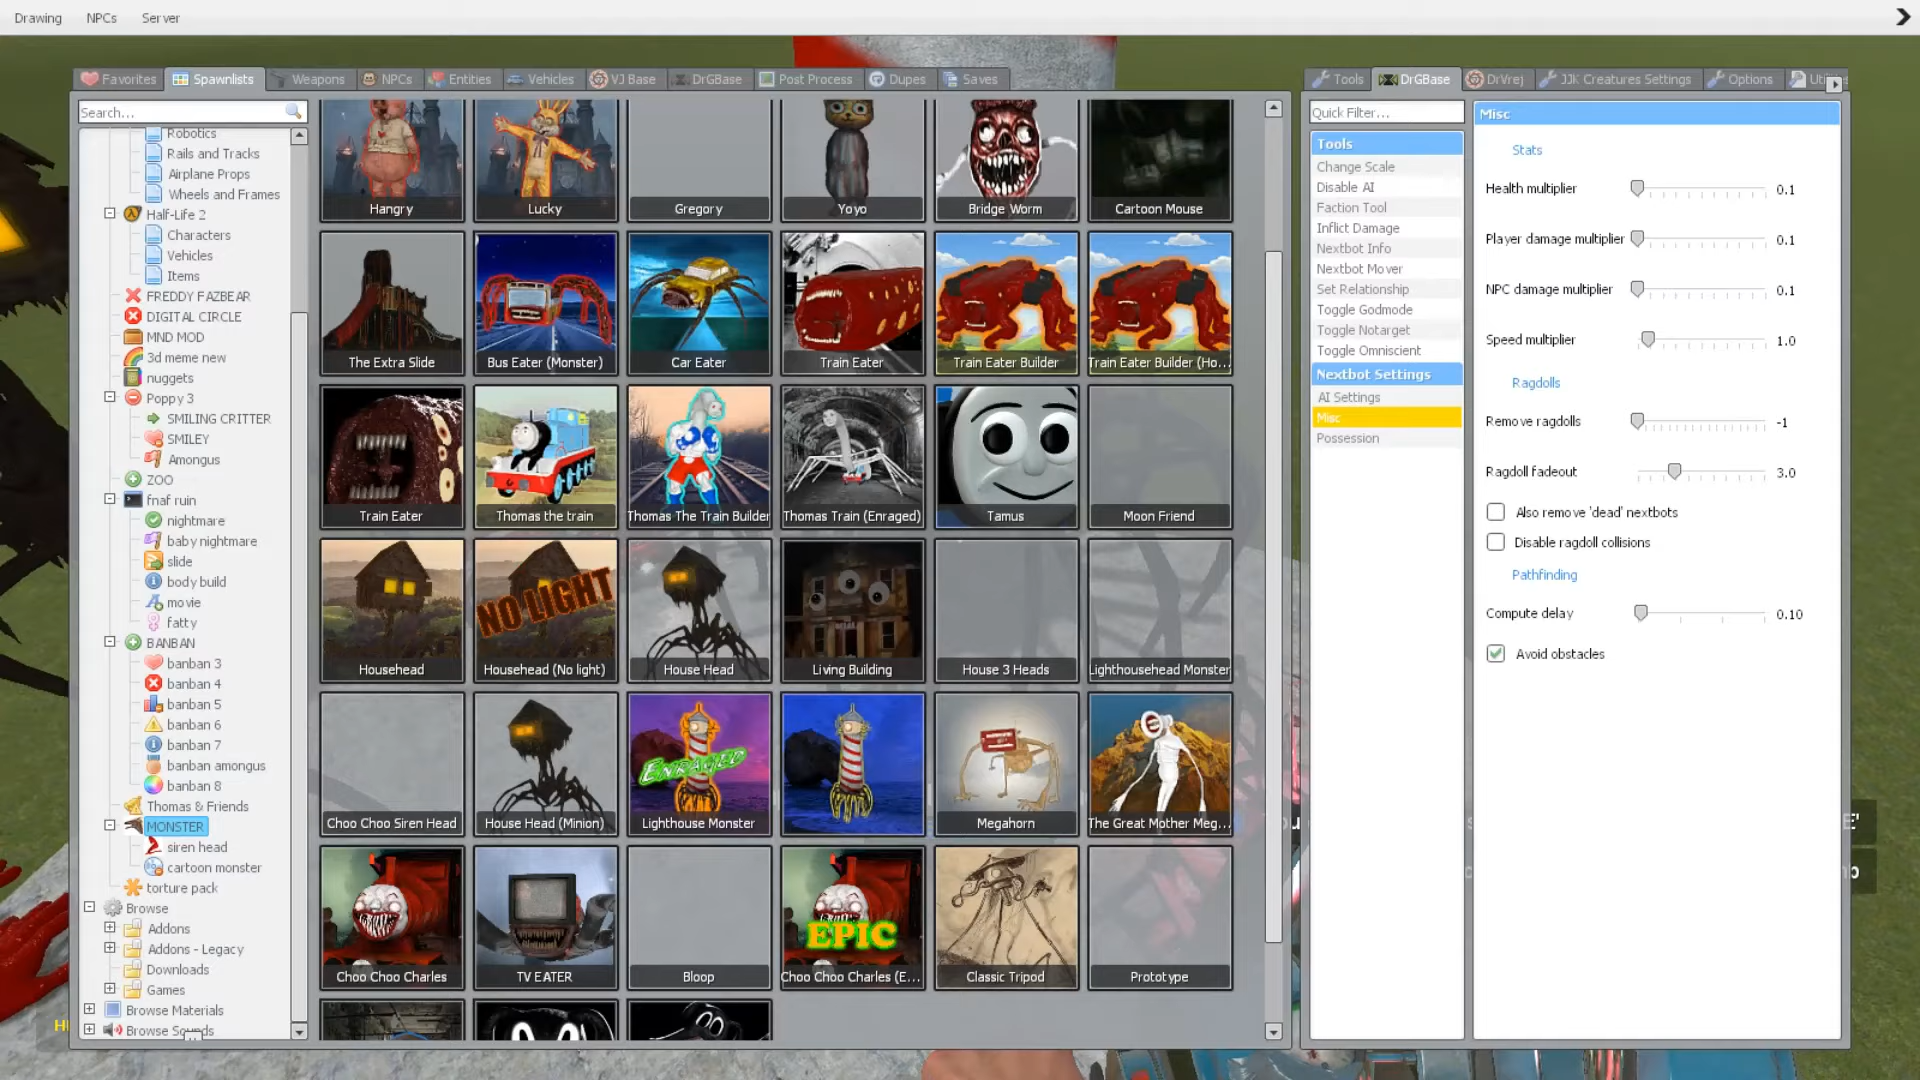 Drawing NPCs Server
Favorites Spawnlists Weapons NPCs Entities Vehicles VJ Base DrGBase Post Process Dupes Saves
Search...
Robotics
Rails and Tracks
Airplane Props
Wheels and Frames
Half-Life 2
Characters
Vehicles
Items
FREDDY FAZBEAR
DIGITAL CIRCLE
MND MOD
3d meme new
nuggets
Poppy 3
SMILING CRITTER
SMILEY
Amongus
ZOO
fnaf ruin
nightmare
baby nightmare
slide
body build
movie
fatty
BANBAN
banban 3
banban 4
banban 5
banban 6
banban 7
banban amongus
banban 8
Thomas & Friends
MONSTER
siren head
cartoon monster
torture pack
Browse
Addons
Addons - Legacy
Downloads
Games
Browse Materials
Browse Sounds
Hangry Lucky Gregory Yoyo Bridge Worm Cartoon Mouse
The Extra Slide Bus Eater (Monster) Car Eater Train Eater Train Eater Builder Train Eater Builder (Ho...
Train Eater Thomas the train Thomas The Train Builder Thomas Train (Enraged) Tamus Moon Friend
NO LIGHT
Househead Househead (No light) House Head Living Building House 3 Heads Lighthousehead Monster
ENRAGED
Choo Choo Siren Head House Head (Minion) Lighthouse Monster Megahorn The Great Mother Meg...
EPIC
Choo Choo Charles TV EATER Bloop Choo Choo Charles (E... Classic Tripod Prototype
Tools DrGBase DrVrej JJK Creatures Settings Options
Quick Filter...
Tools
Change Scale
Disable AI
Faction Tool
Inflict Damage
Nextbot Info
Nextbot Mover
Set Relationship
Toggle Godmode
Toggle Notarget
Toggle Omniscient
Nextbot Settings
AI Settings
Misc
Possession
Misc
Stats
Health multiplier 0.1
Player damage multiplier 0.1
NPC damage multiplier 0.1
Speed multiplier 1.0
Ragdolls
Remove ragdolls -1
Ragdoll fadeout 3.0
Also remove 'dead' nextbots
Disable ragdoll collisions
Pathfinding
Compute delay 0.10
Avoid obstacles